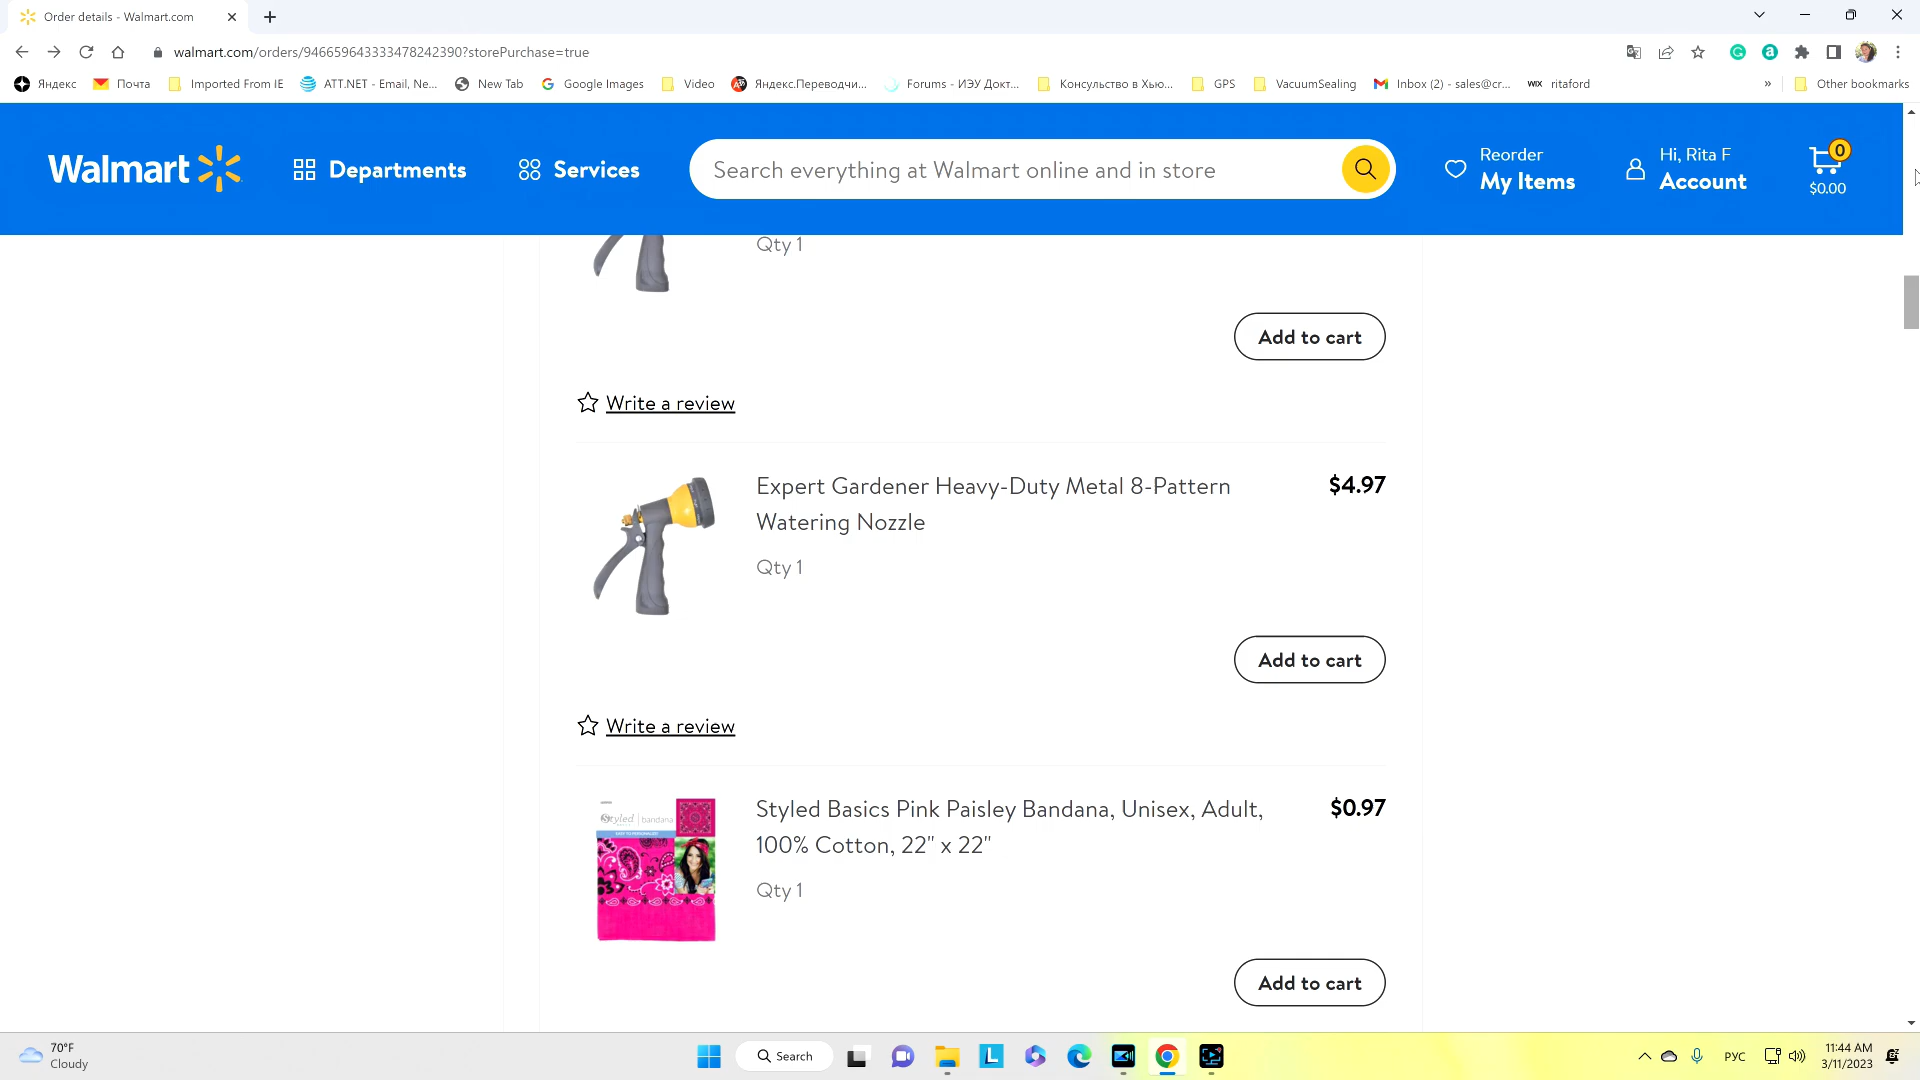 Order details - Walmart.com
walmart.com/orders/946659643333478242390?storePurchase=true
Яндекс Почта Imported From IE ATT.NET - Email, Ne... New Tab Google Images Video Яндекс.Переводчи... Forums - ИЭУ Докт... Консульство в Хью... GPS VacuumSealing Inbox (2) - sales@cr... WIX ritaford » Other bookmarks
Walmart Departments Services Search everything at Walmart online and in store
Reorder
My Items
Hi, Rita F
Account
0
$0.00
Qty 1
Add to cart
Write a review
Expert Gardener Heavy-Duty Metal 8-Pattern $4.97
Watering Nozzle
Qty 1
Add to cart
Write a review
Styled bandana
Styled Basics Pink Paisley Bandana, Unisex, Adult, $0.97
100% Cotton, 22" x 22"
Qty 1
Add to cart
70°F
Cloudy
Search
L
РУС
11:44 AM
3/11/2023